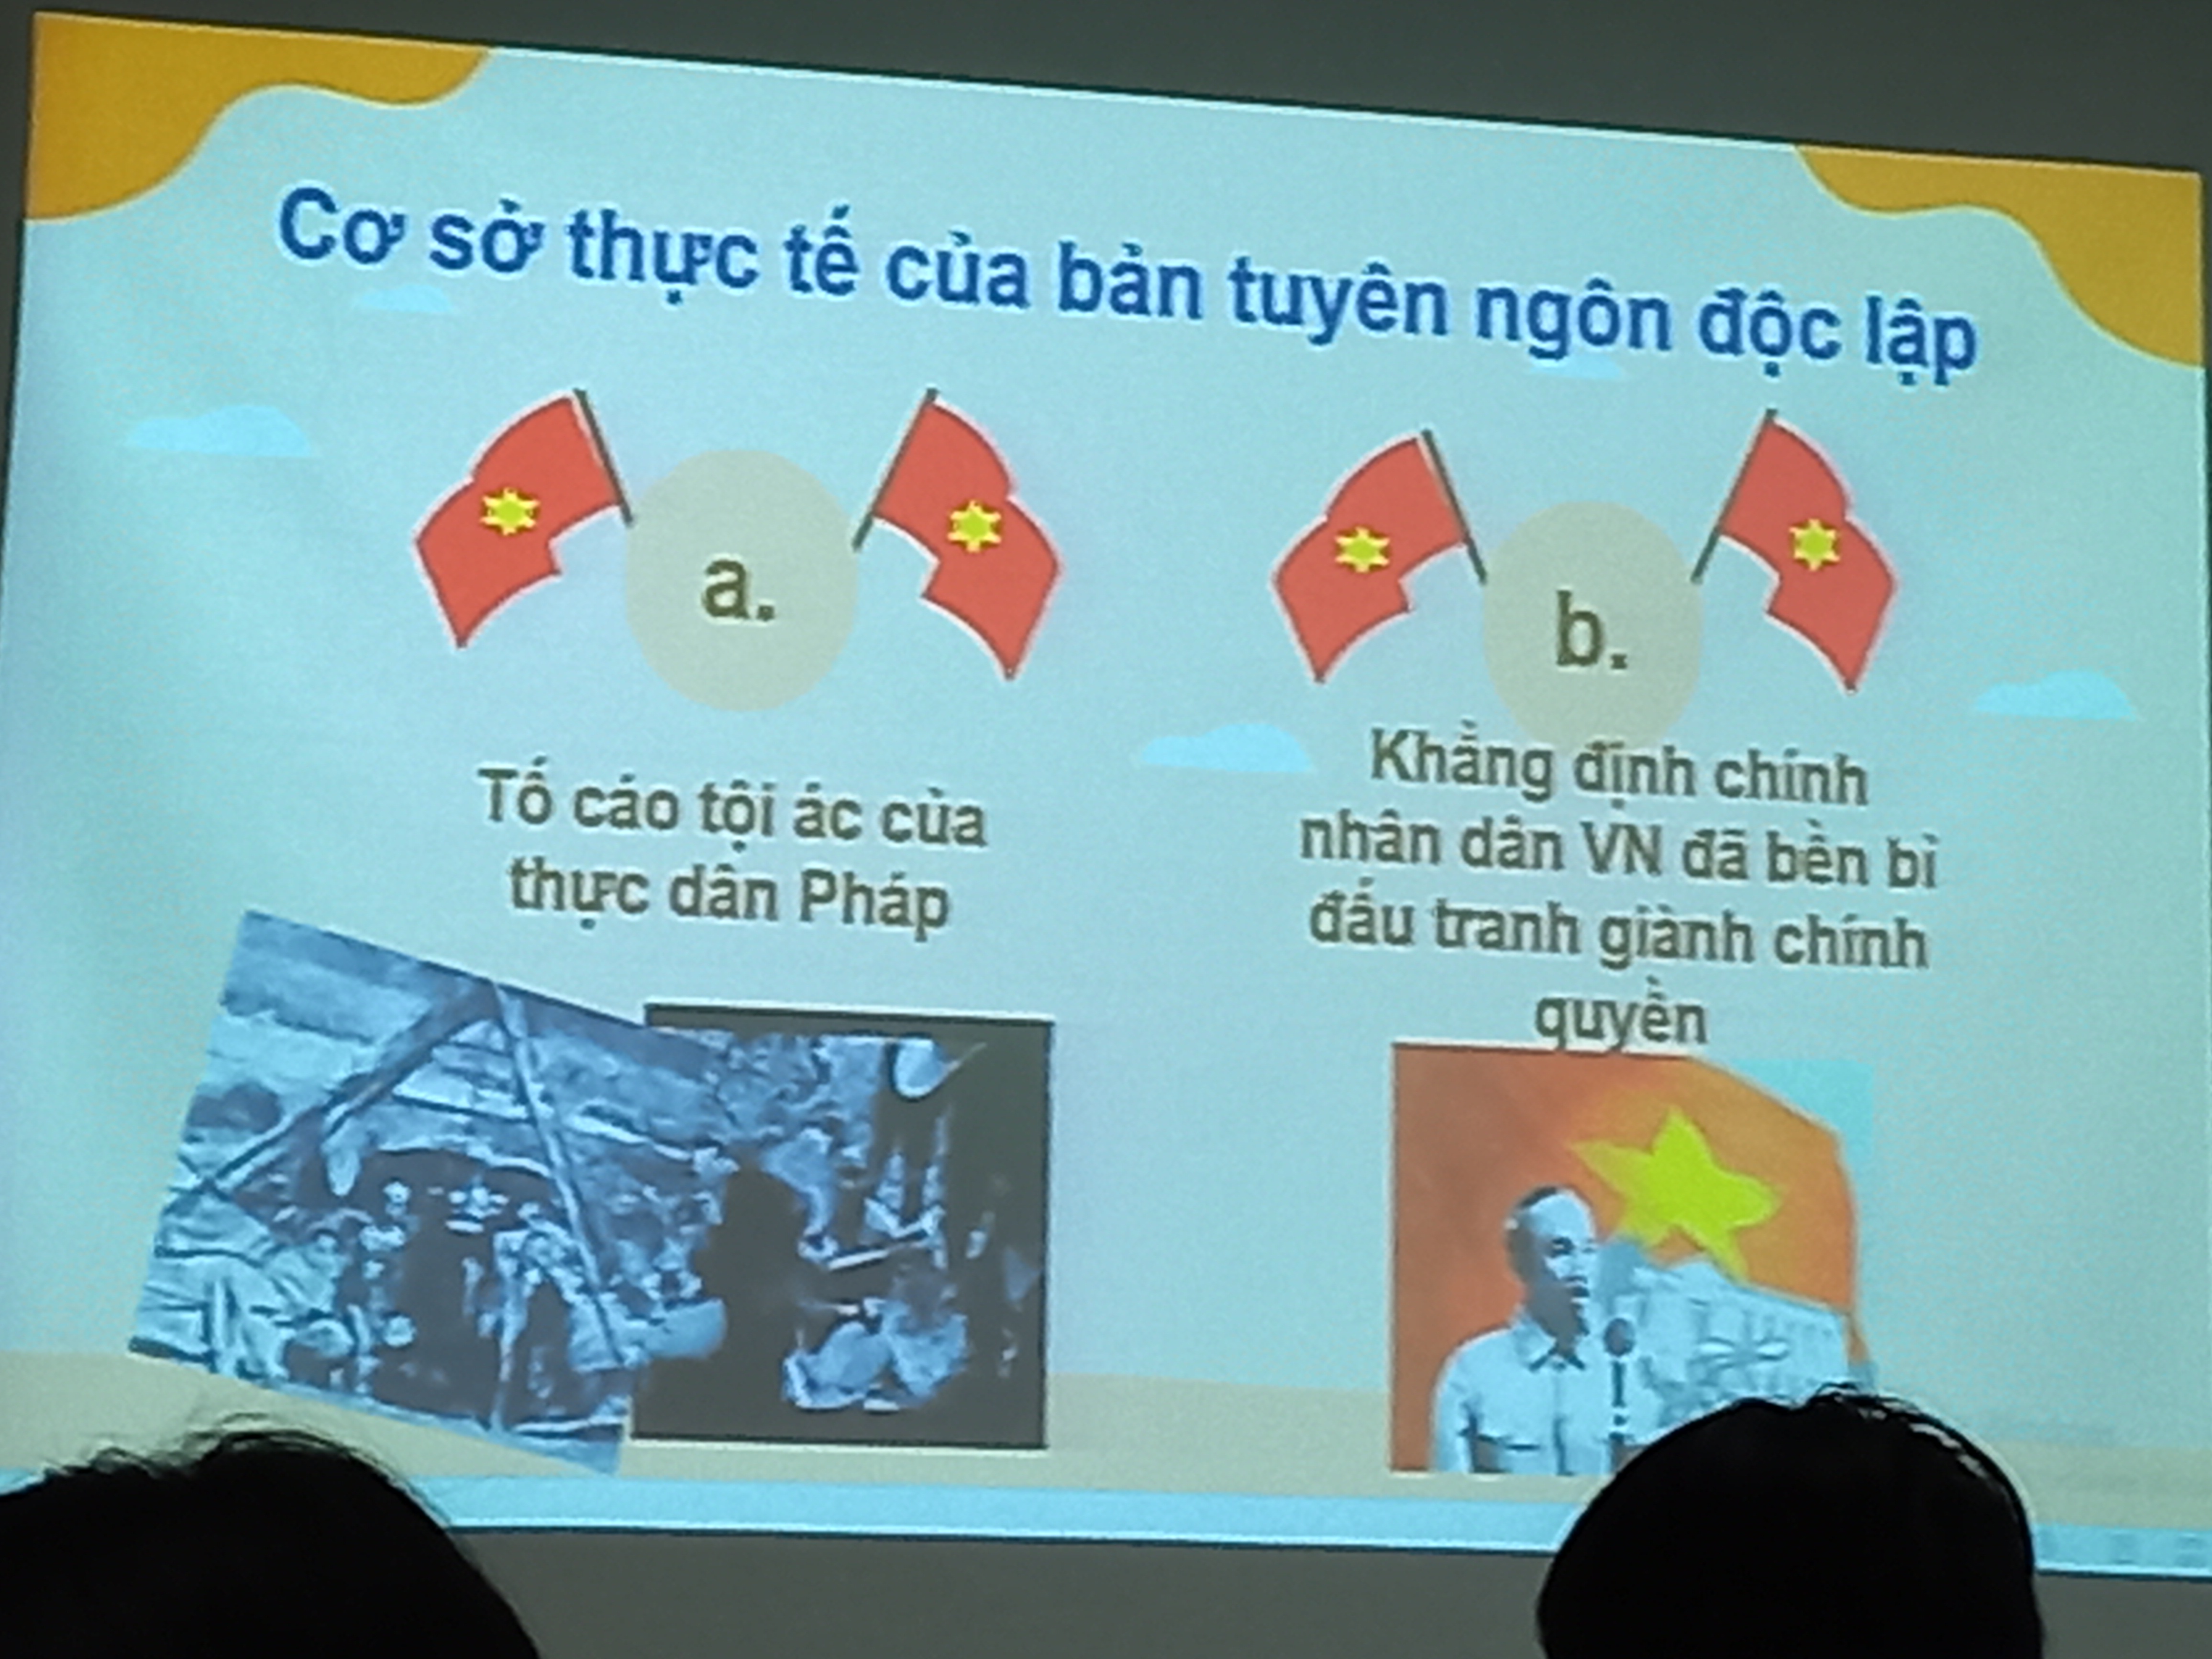 Cơ sở thực tế của bản tuyên ngôn độc lập
a.
Tố cáo tội ác của
thực dân Pháp
b.
Khẳng định chính
nhân dân VN đã bền bỉ
đấu tranh giành chính
quyền